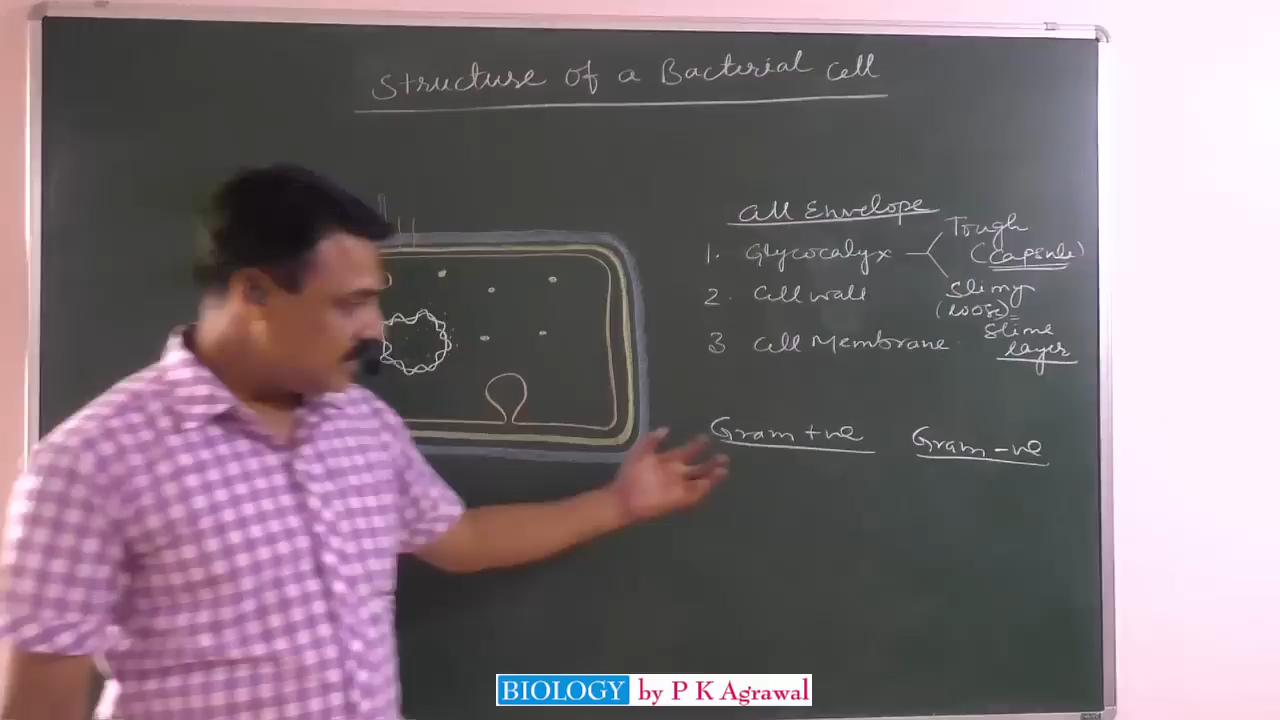 Structure of a Bacterial Cell
Cell Envelope
1. Glycocalyx
Tough
(Capsule)
Slimy
(loose)
Slime
layer
2. Cell wall
3 Cell Membrane
Gram +ve
Gram -ve
BIOLOGY by P K Agrawal